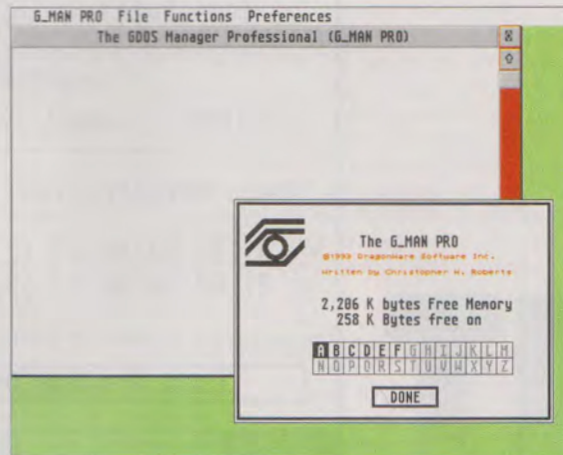 G_MAN PRO File Functions Preferences
The GDOS Manager Professional (G_MAN PRO)
The G_MAN PRO
©1993 DragonWare Software Inc.
Written by Christopher W. Roberts
2,206 K bytes Free Memory
258 K Bytes free on
A B C D E F G H I J K L M
N O P Q R S T U V W X Y Z
DONE